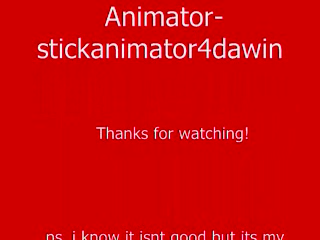 Animator-
stickanimator4dawin
Thanks for watching!
ps. i know it isnt good but its my